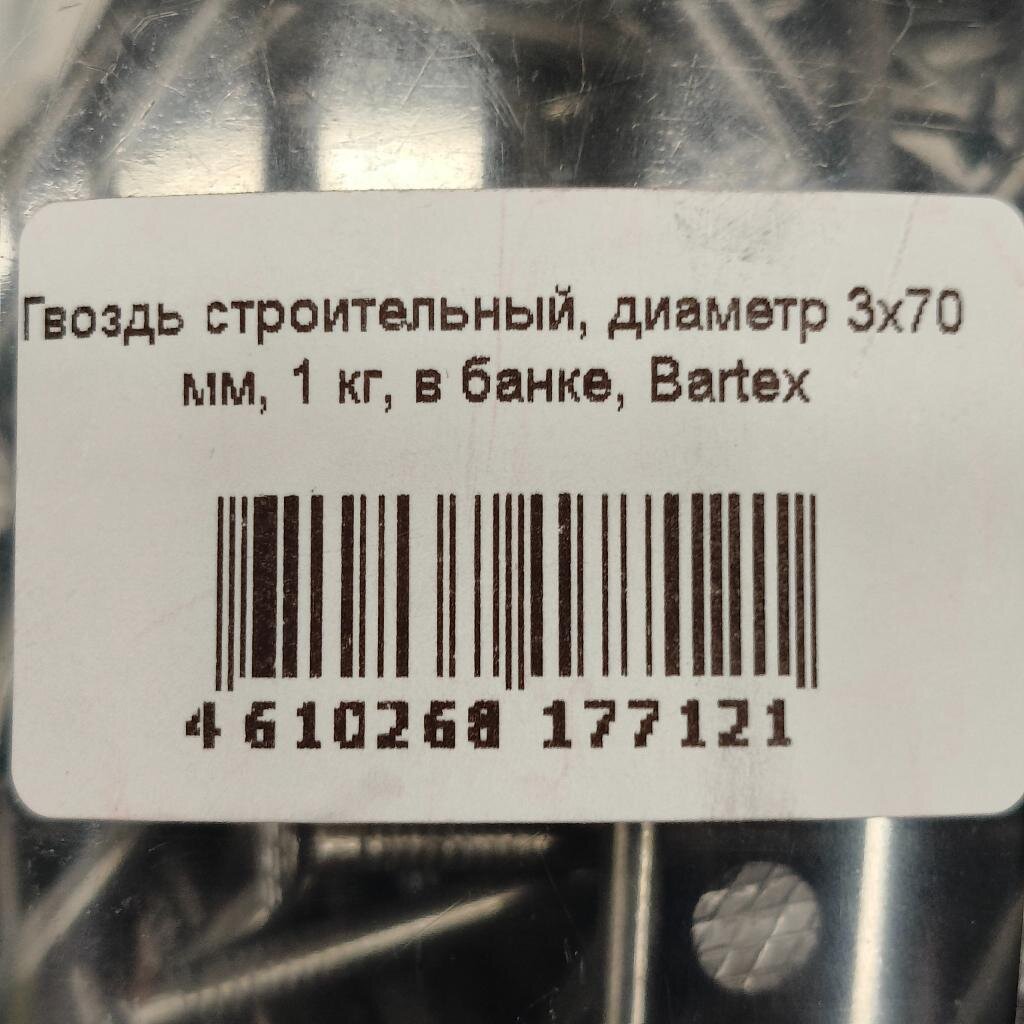 Гвоздь строительный, диаметр 3х70
мм, 1 кг, в банке, Bartex
4 610268 177121